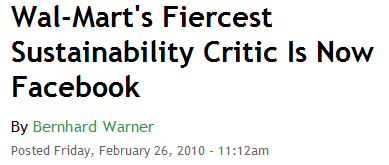 Wal-Mart's Fiercest
Sustainability Critic Is Now
Facebook
By Bernhard Warner
Posted Friday, February 26, 2010 - 11:12am